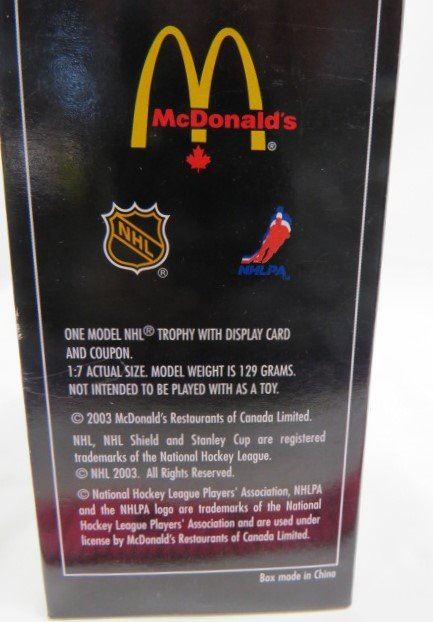 McDonald's
®
NHL
®
NHLPA
ONE MODEL NHL® TROPHY WITH DISPLAY CARD
AND COUPON.
1:7 ACTUAL SIZE. MODEL WEIGHT IS 129 GRAMS.
NOT INTENDED TO BE PLAYED WITH AS A TOY.
© 2003 McDonald's Restaurants of Canada Limited.
NHL, NHL Shield and Stanley Cup are registered
trademarks of the National Hockey League.
© NHL 2003. All Rights Reserved.
© National Hockey League Players' Association, NHLPA
and the NHLPA logo are trademarks of the National
Hockey League Players' Association and are used under
license by McDonald's Restaurants of Canada Limited.
Box made in China